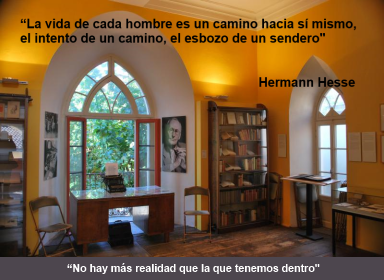 “La vida de cada hombre es un camino hacia sí mismo,
el intento de un camino, el esbozo de un sendero”
Hermann Hesse
“No hay más realidad que la que tenemos dentro”